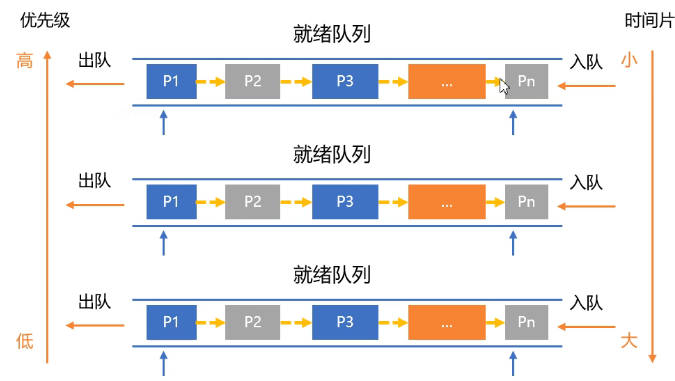 优先级
就绪队列
时间片
高
出队
P1 P2 P3 ... Pn
入队
小
就绪队列
出队
P1 P2 P3 ... Pn
入队
就绪队列
出队
P1 P2 P3 ... Pn
入队
低
大